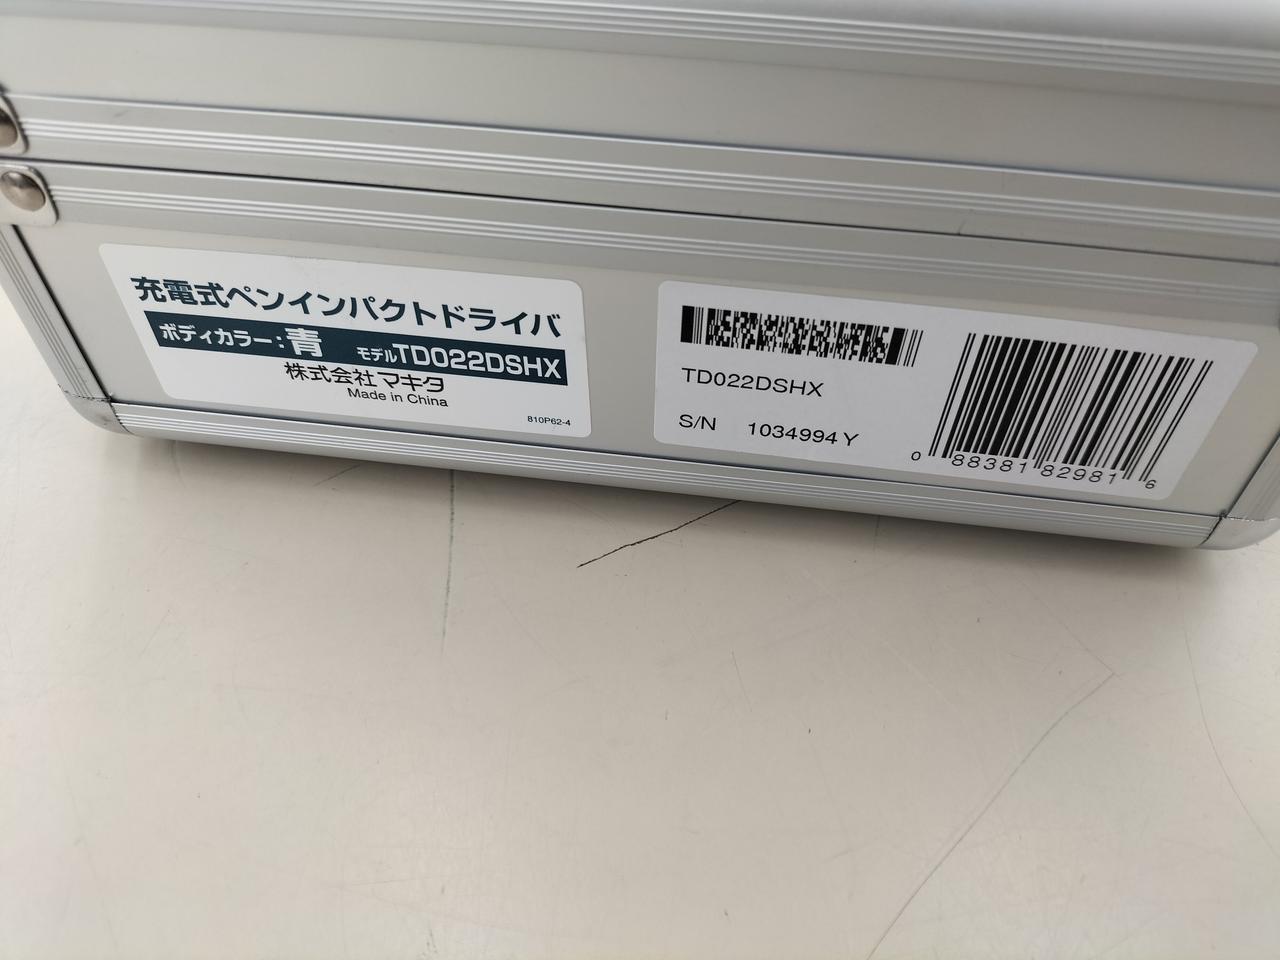 充電式ペンインパクトドライバ
ボディカラー：青 モデルTD022DSHX
株式会社マキタ
Made in China
810P62-4
TD022DSHX
S/N 1034994Y
0 88381 82981 6